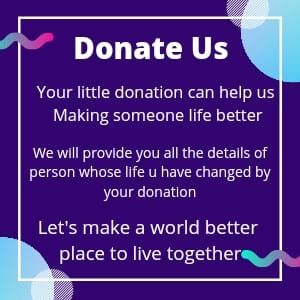 Donate Us
Your little donation can help us
Making someone life better
We will provide you all the details of
person whose life u have changed by
your donation
Let's make a world better
place to live together